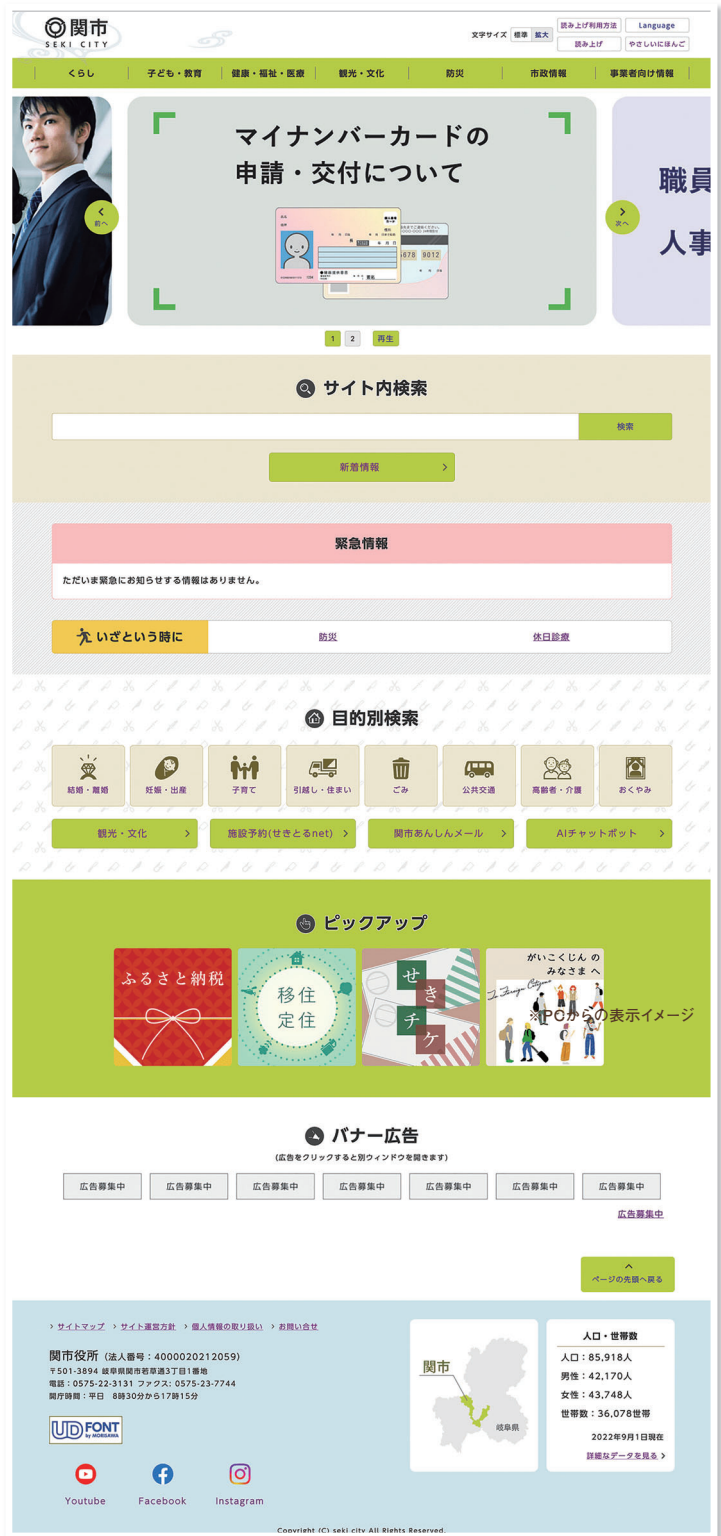 関市
SEKI CITY
文字サイズ 標準 拡大
読み上げ利用方法 Language
読み上げ やさしいにほんご
くらし 子ども・教育 健康・福祉・医療 観光・文化 防災 市政情報 事業者向け情報
マイナンバーカードの
申請・交付について
前へ
次へ
職員
人事
5678 9012
1 2 再生
サイト内検索
検索
新着情報
緊急情報
ただいま緊急にお知らせする情報はありません。
いざという時に 防災 休日診療
目的別検索
結婚・離婚 妊娠・出産 子育て 引越し・住まい ごみ 公共交通 高齢者・介護 おくやみ
観光・文化 施設予約(せきとるnet) 関市あんしんメール AIチャットボット
ピックアップ
ふるさと納税
移住
定住
せきチケ
がいこくじん の
みなさま へ
To Foreign Citizens
※PCからの表示イメージ
バナー広告
(広告をクリックすると別ウィンドウを開きます)
広告募集中 広告募集中 広告募集中 広告募集中 広告募集中 広告募集中 広告募集中
広告募集中
ページの先頭へ戻る
サイトマップ サイト運営方針 個人情報の取り扱い お問い合せ
関市役所 (法人番号：4000020212059)
〒501-3894 岐阜県関市若草通3丁目1番地
電話：0575-22-3131 ファクス: 0575-23-7744
開庁時間：平日 8時30分から17時15分
UD FONT
by MORISAWA
Youtube Facebook Instagram
関市
岐阜県
人口・世帯数
人口：85,918人
男性：42,170人
女性：43,748人
世帯数：36,078世帯
2022年9月1日現在
詳細なデータを見る
Copyright (C) seki city All Rights Reserved.